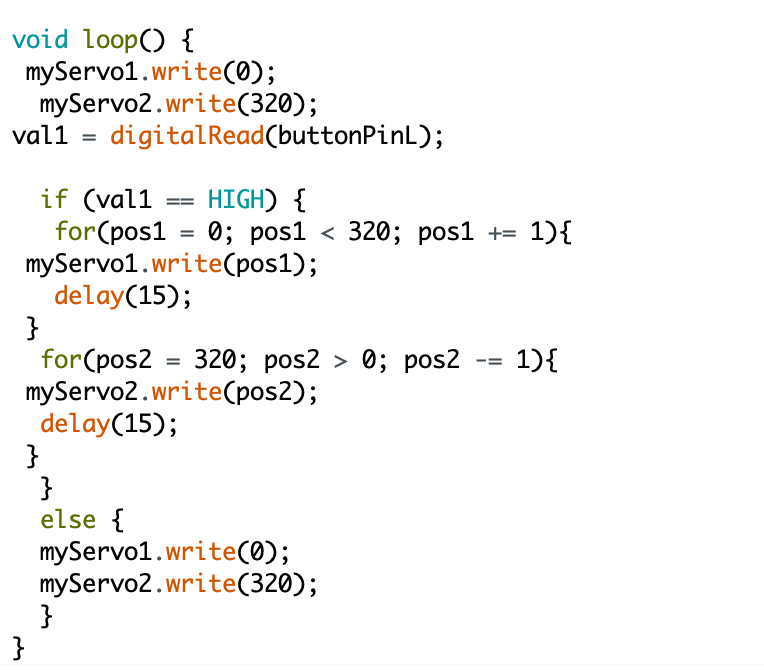 void loop() {
 myServo1.write(0);
  myServo2.write(320);
val1 = digitalRead(buttonPinL);

  if (val1 == HIGH) {
   for(pos1 = 0; pos1 < 320; pos1 += 1){
 myServo1.write(pos1);
   delay(15);
 }
  for(pos2 = 320; pos2 > 0; pos2 -= 1){
 myServo2.write(pos2);
  delay(15);
 }
  }
  else {
  myServo1.write(0);
  myServo2.write(320);
  }
}